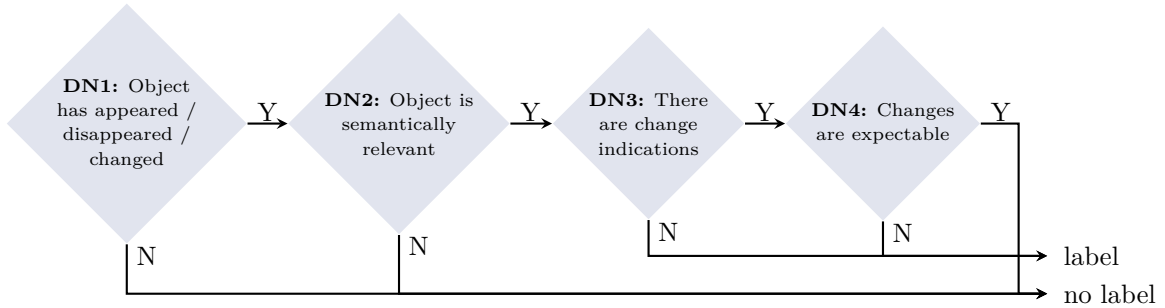 DN1: Object
has appeared /
disappeared /
changed
Y
DN2: Object is
semantically
relevant
Y
DN3: There
are change
indications
Y
DN4: Changes
are expectable
Y
N
N
N
N
label
no label